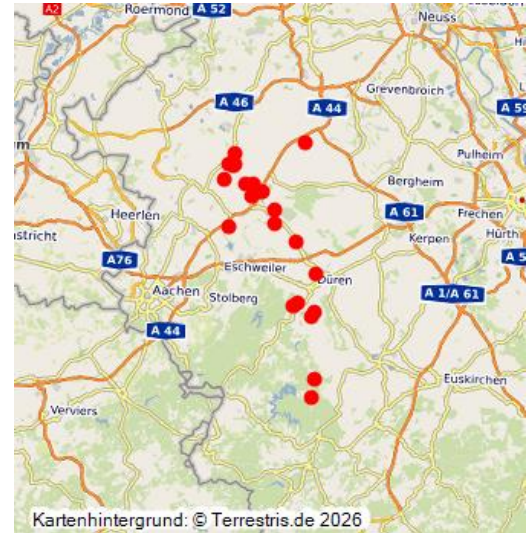 A2
Roermond
A 52
Neuss
Grevenbroich
A 46
A 44
A 59
Pulheim
Bergheim
Heerlen
A 61
Frechen
Hürth
Kerpen
A76
Eschweiler
Düren
Aachen
Stolberg
A 1/A 61
A 44
Euskirchen
Verviers
Kartenhintergrund: © Terrestris.de 2026